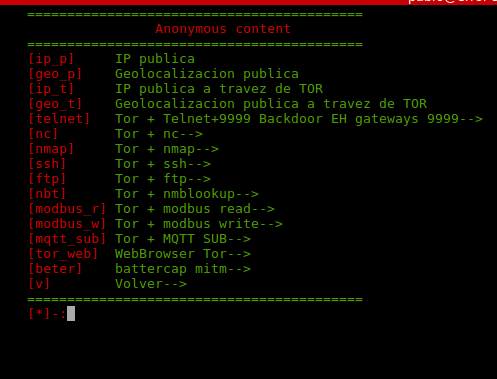 ===========================================
Anonymous content
===========================================
[ip_p] IP publica
[geo_p] Geolocalizacion publica
[ip_t] IP publica a travez de TOR
[geo_t] Geolocalizacion publica a travez de TOR
[telnet] Tor + Telnet+9999 Backdoor EH gateways 9999-->
[nc] Tor + nc-->
[nmap] Tor + nmap-->
[ssh] Tor + ssh-->
[ftp] Tor + ftp-->
[nbt] Tor + nmblookup-->
[modbus_r] Tor + modbus read-->
[modbus_w] Tor + modbus write-->
[mqtt_sub] Tor + MQTT SUB-->
[tor_web] WebBrowser Tor-->
[beter] battercap mitm-->
[v] Volver-->
===========================================
[*]-: